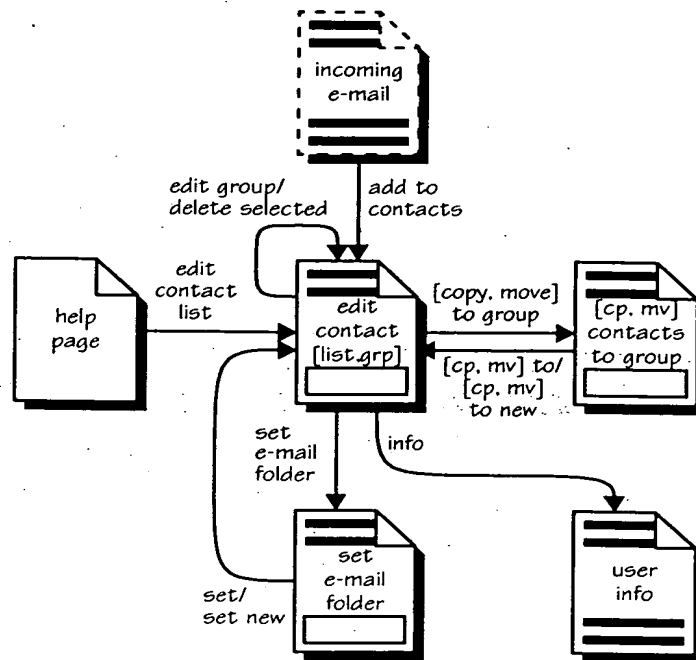 incoming
e-mail
edit group/
delete selected
add to
contacts
help
page
edit
contact
list
edit
contact
[list,grp]
[copy, move]
to group
[cp, mv]
contacts
to group
[cp, mv] to/
[cp, mv]
to new
set
e-mail
folder
info
set
e-mail
folder
set/
set new
user
info